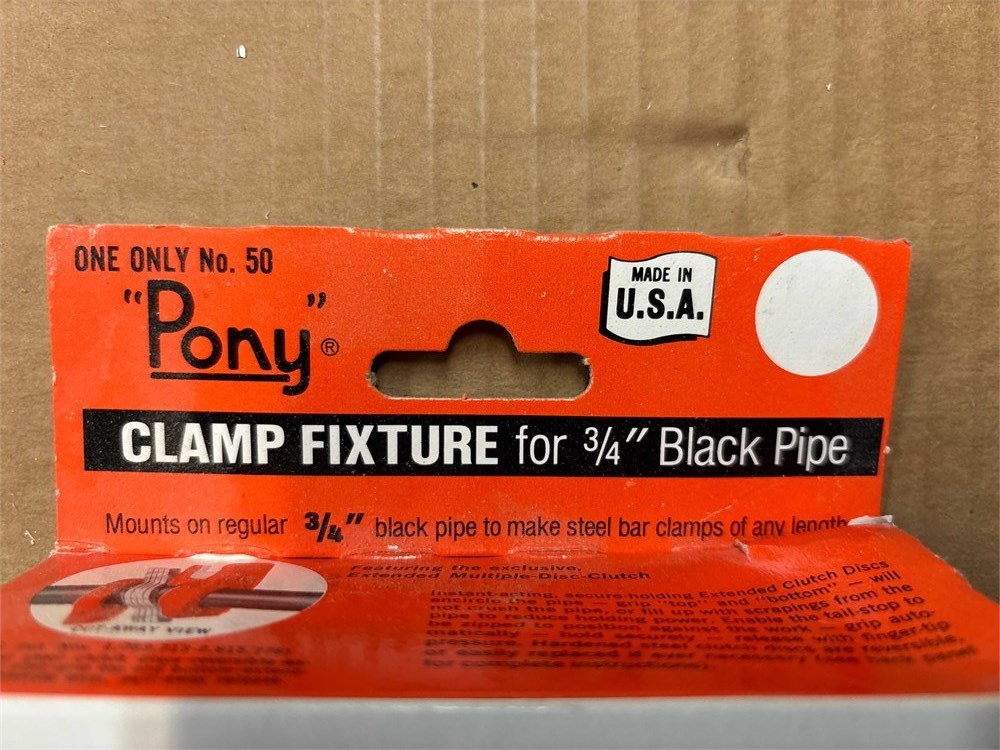 ONE ONLY No. 50
"Pony"®
MADE IN
U.S.A.
CLAMP FIXTURE for 3/4" Black Pipe
Mounts on regular 3/4" black pipe to make steel bar clamps of any length
Featuring the exclusive,
Extended Multiple-Disc-Clutch
Instant-acting, secure-holding Extended Clutch Discs
encircle the pipe — grip "top" and "bottom" — will
not crush the pipe, or fill up with scrapings from the
pipe to reduce holding power. Enable the tail-stop to
be zipped to position against the work — grip auto-
matically — hold securely — release with finger-tip
pressure. Hardened steel clutch discs are reversible,
CUT-AWAY VIEW